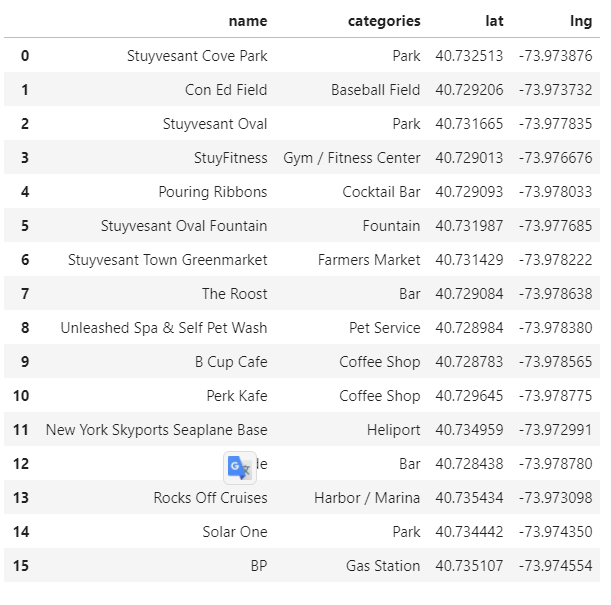 name categories lat lng
0 Stuyvesant Cove Park Park 40.732513 -73.973876
1 Con Ed Field Baseball Field 40.729206 -73.973732
2 Stuyvesant Oval Park 40.731665 -73.977835
3 StuyFitness Gym / Fitness Center 40.729013 -73.976676
4 Pouring Ribbons Cocktail Bar 40.729093 -73.978033
5 Stuyvesant Oval Fountain Fountain 40.731987 -73.977685
6 Stuyvesant Town Greenmarket Farmers Market 40.731429 -73.978222
7 The Roost Bar 40.729084 -73.978638
8 Unleashed Spa & Self Pet Wash Pet Service 40.728984 -73.978380
9 B Cup Cafe Coffee Shop 40.728783 -73.978565
10 Perk Kafe Coffee Shop 40.729645 -73.978775
11 New York Skyports Seaplane Base Heliport 40.734959 -73.972991
12 Bar 40.728438 -73.978780
13 Rocks Off Cruises Harbor / Marina 40.735434 -73.973098
14 Solar One Park 40.734442 -73.974350
15 BP Gas Station 40.735107 -73.974554